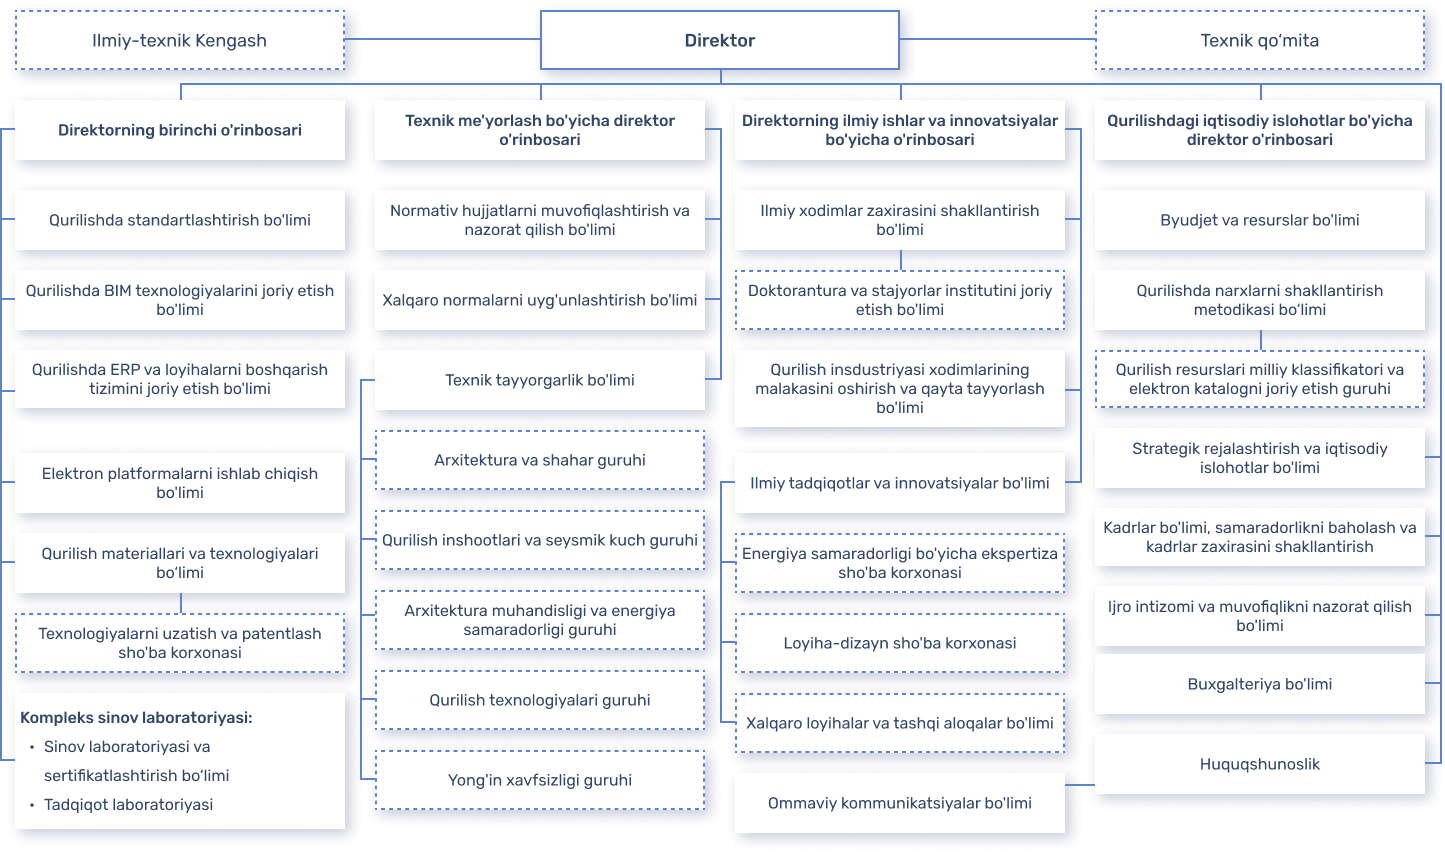 Ilmiy-texnik Kengash
Direktor
Texnik qo‘mita
Direktorning birinchi o'rinbosari
Qurilishda standartlashtirish bo'limi
Qurilishda BIM texnologiyalarini joriy etish
bo'limi
Qurilishda ERP va loyihalarni boshqarish
tizimini joriy etish bo'limi
Elektron platformalarni ishlab chiqish
bo'limi
Qurilish materiallari va texnologiyalari
bo‘limi
Texnologiyalarni uzatish va patentlash
sho'ba korxonasi
Kompleks sinov laboratoriyasi:
• Sinov laboratoriyasi va
sertifikatlashtirish bo‘limi
• Tadqiqot laboratoriyasi
Texnik me'yorlash bo'yicha direktor
o'rinbosari
Normativ hujjatlarni muvofiqlashtirish va
nazorat qilish bo'limi
Xalqaro normalarni uyg'unlashtirish bo'limi
Texnik tayyorgarlik bo'limi
Arxitektura va shahar guruhi
Qurilish inshootlari va seysmik kuch guruhi
Arxitektura muhandisligi va energiya
samaradorligi guruhi
Qurilish texnologiyalari guruhi
Yong'in xavfsizligi guruhi
Direktorning ilmiy ishlar va innovatsiyalar
bo'yicha o'rinbosari
Ilmiy xodimlar zaxirasini shakllantirish
bo'limi
Doktorantura va stajyorlar institutini joriy
etish bo'limi
Qurilish insdustriyasi xodimlarining
malakasini oshirish va qayta tayyorlash
bo'limi
Ilmiy tadqiqotlar va innovatsiyalar bo'limi
Energiya samaradorligi bo'yicha ekspertiza
sho'ba korxonasi
Loyiha-dizayn sho'ba korxonasi
Xalqaro loyihalar va tashqi aloqalar bo'limi
Ommaviy kommunikatsiyalar bo'limi
Qurilishdagi iqtisodiy islohotlar bo'yicha
direktor o'rinbosari
Byudjet va resurslar bo'limi
Qurilishda narxlarni shakllantirish
metodikasi bo‘limi
Qurilish resurslari milliy klassifikatori va
elektron katalogni joriy etish guruhi
Strategik rejalashtirish va iqtisodiy
islohotlar bo'limi
Kadrlar bo'limi, samaradorlikni baholash va
kadrlar zaxirasini shakllantirish
Ijro intizomi va muvofiqlikni nazorat qilish
bo'limi
Buxgalteriya bo'limi
Huquqshunoslik